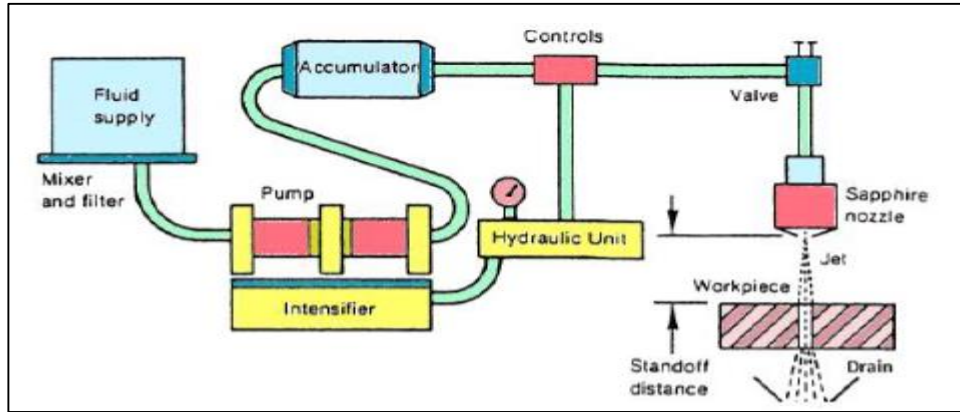 Controls
Accumulator
Fluid
supply
Valve
Mixer
and filter
Pump
Sapphire
nozzle
Hydraulic Unit
Jet
Workpiece
Intensifier
Standoff
distance
Drain